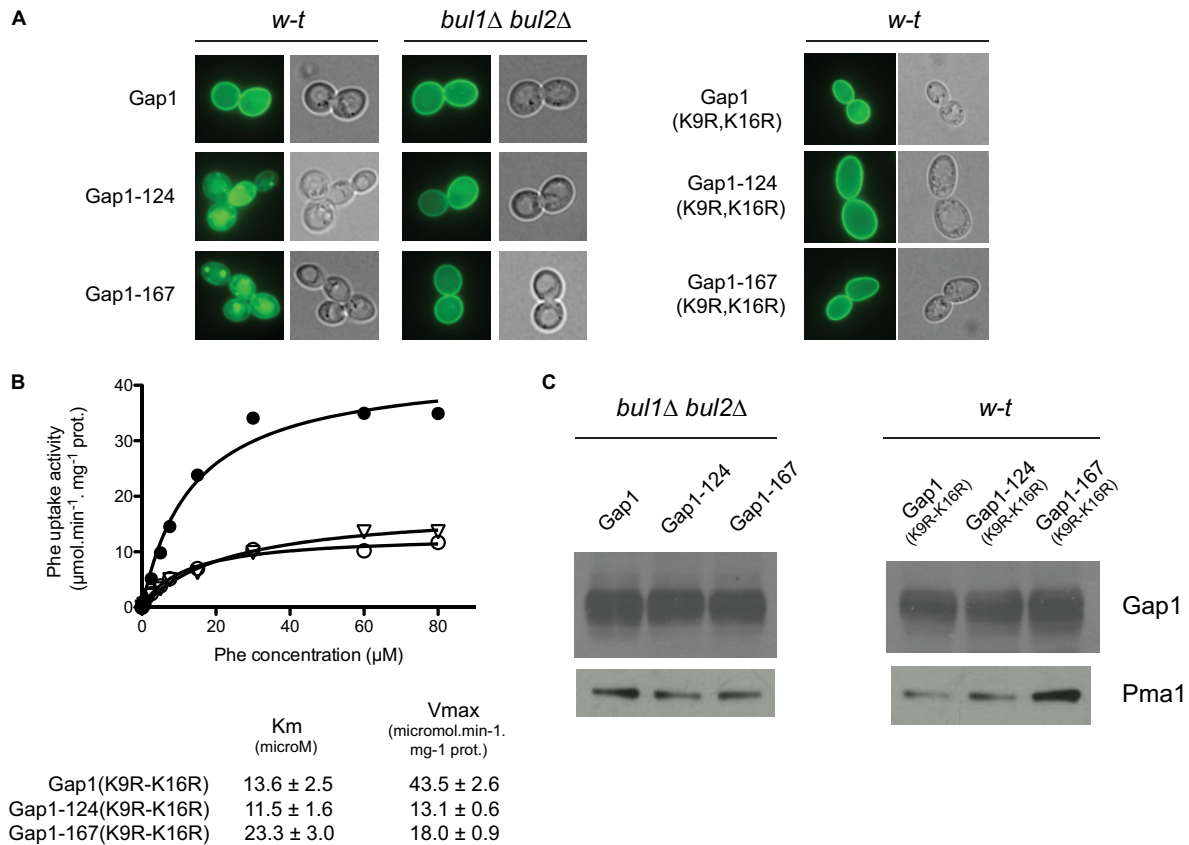 A
w-t
bul1Δ bul2Δ
w-t
Gap1
Gap1-124
Gap1-167
Gap1
(K9R,K16R)
Gap1-124
(K9R,K16R)
Gap1-167
(K9R,K16R)
B
40
30
20
10
0
0 20 40 60 80
Phe uptake activity
(μmol.min-1. mg-1 prot.)
Phe concentration (μM)
Km
(microM)
Vmax
(micromol.min-1.
mg-1 prot.)
Gap1(K9R-K16R) 13.6 ± 2.5 43.5 ± 2.6
Gap1-124(K9R-K16R) 11.5 ± 1.6 13.1 ± 0.6
Gap1-167(K9R-K16R) 23.3 ± 3.0 18.0 ± 0.9
C
bul1Δ bul2Δ
w-t
Gap1
Gap1-124
Gap1-167
Gap1
(K9R-K16R)
Gap1-124
(K9R-K16R)
Gap1-167
(K9R-K16R)
Gap1
Pma1